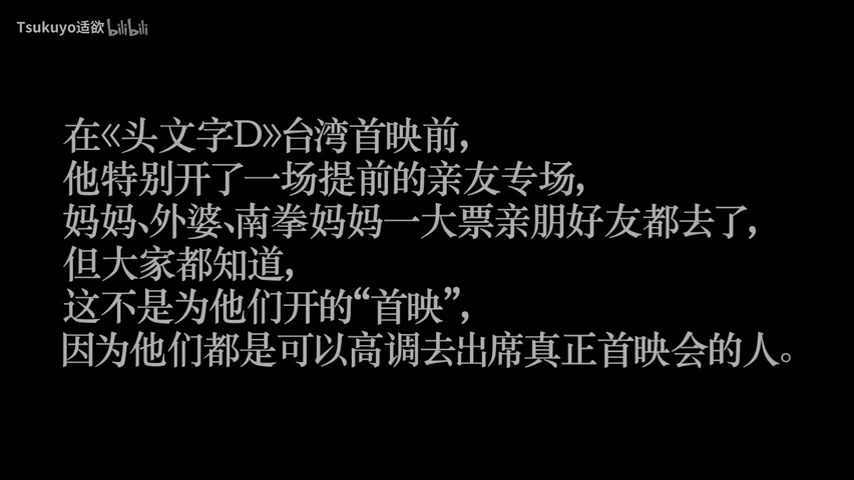 Tsukuyo适欲 bilibili
在《头文字D》台湾首映前，
他特别开了一场提前的亲友专场，
妈妈、外婆、南拳妈妈一大票亲朋好友都去了，
但大家都知道，
这不是为他们开的“首映”，
因为他们都是可以高调去出席真正首映会的人。